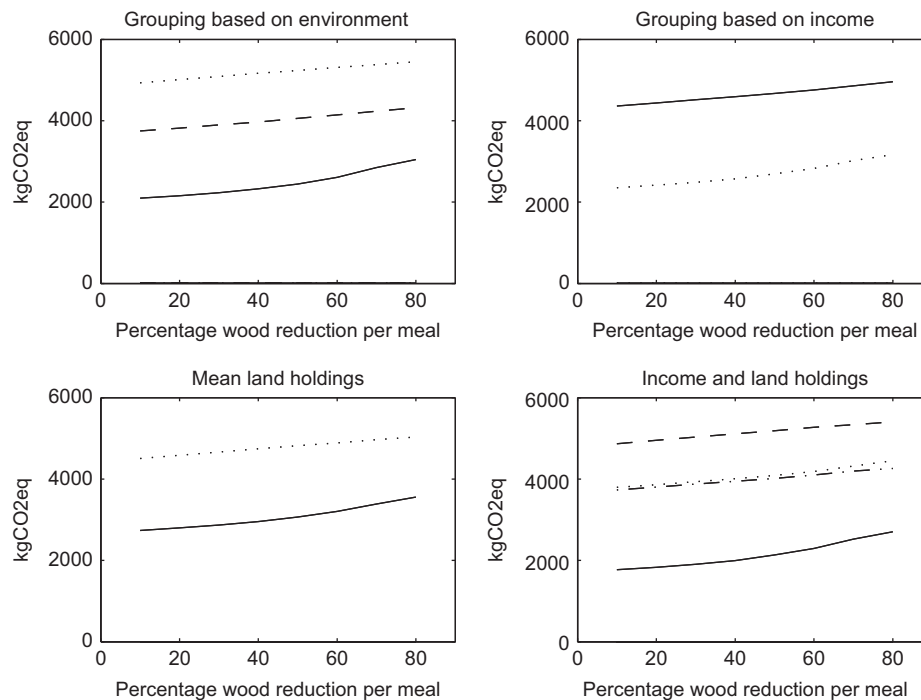 Grouping based on environment
6000
4000
2000
0
kgCO2eq
0 20 40 60 80
Percentage wood reduction per meal
Grouping based on income
6000
4000
2000
0
kgCO2eq
0 20 40 60 80
Percentage wood reduction per meal
Mean land holdings
6000
4000
2000
0
kgCO2eq
0 20 40 60 80
Percentage wood reduction per meal
Income and land holdings
6000
4000
2000
0
kgCO2eq
0 20 40 60 80
Percentage wood reduction per meal